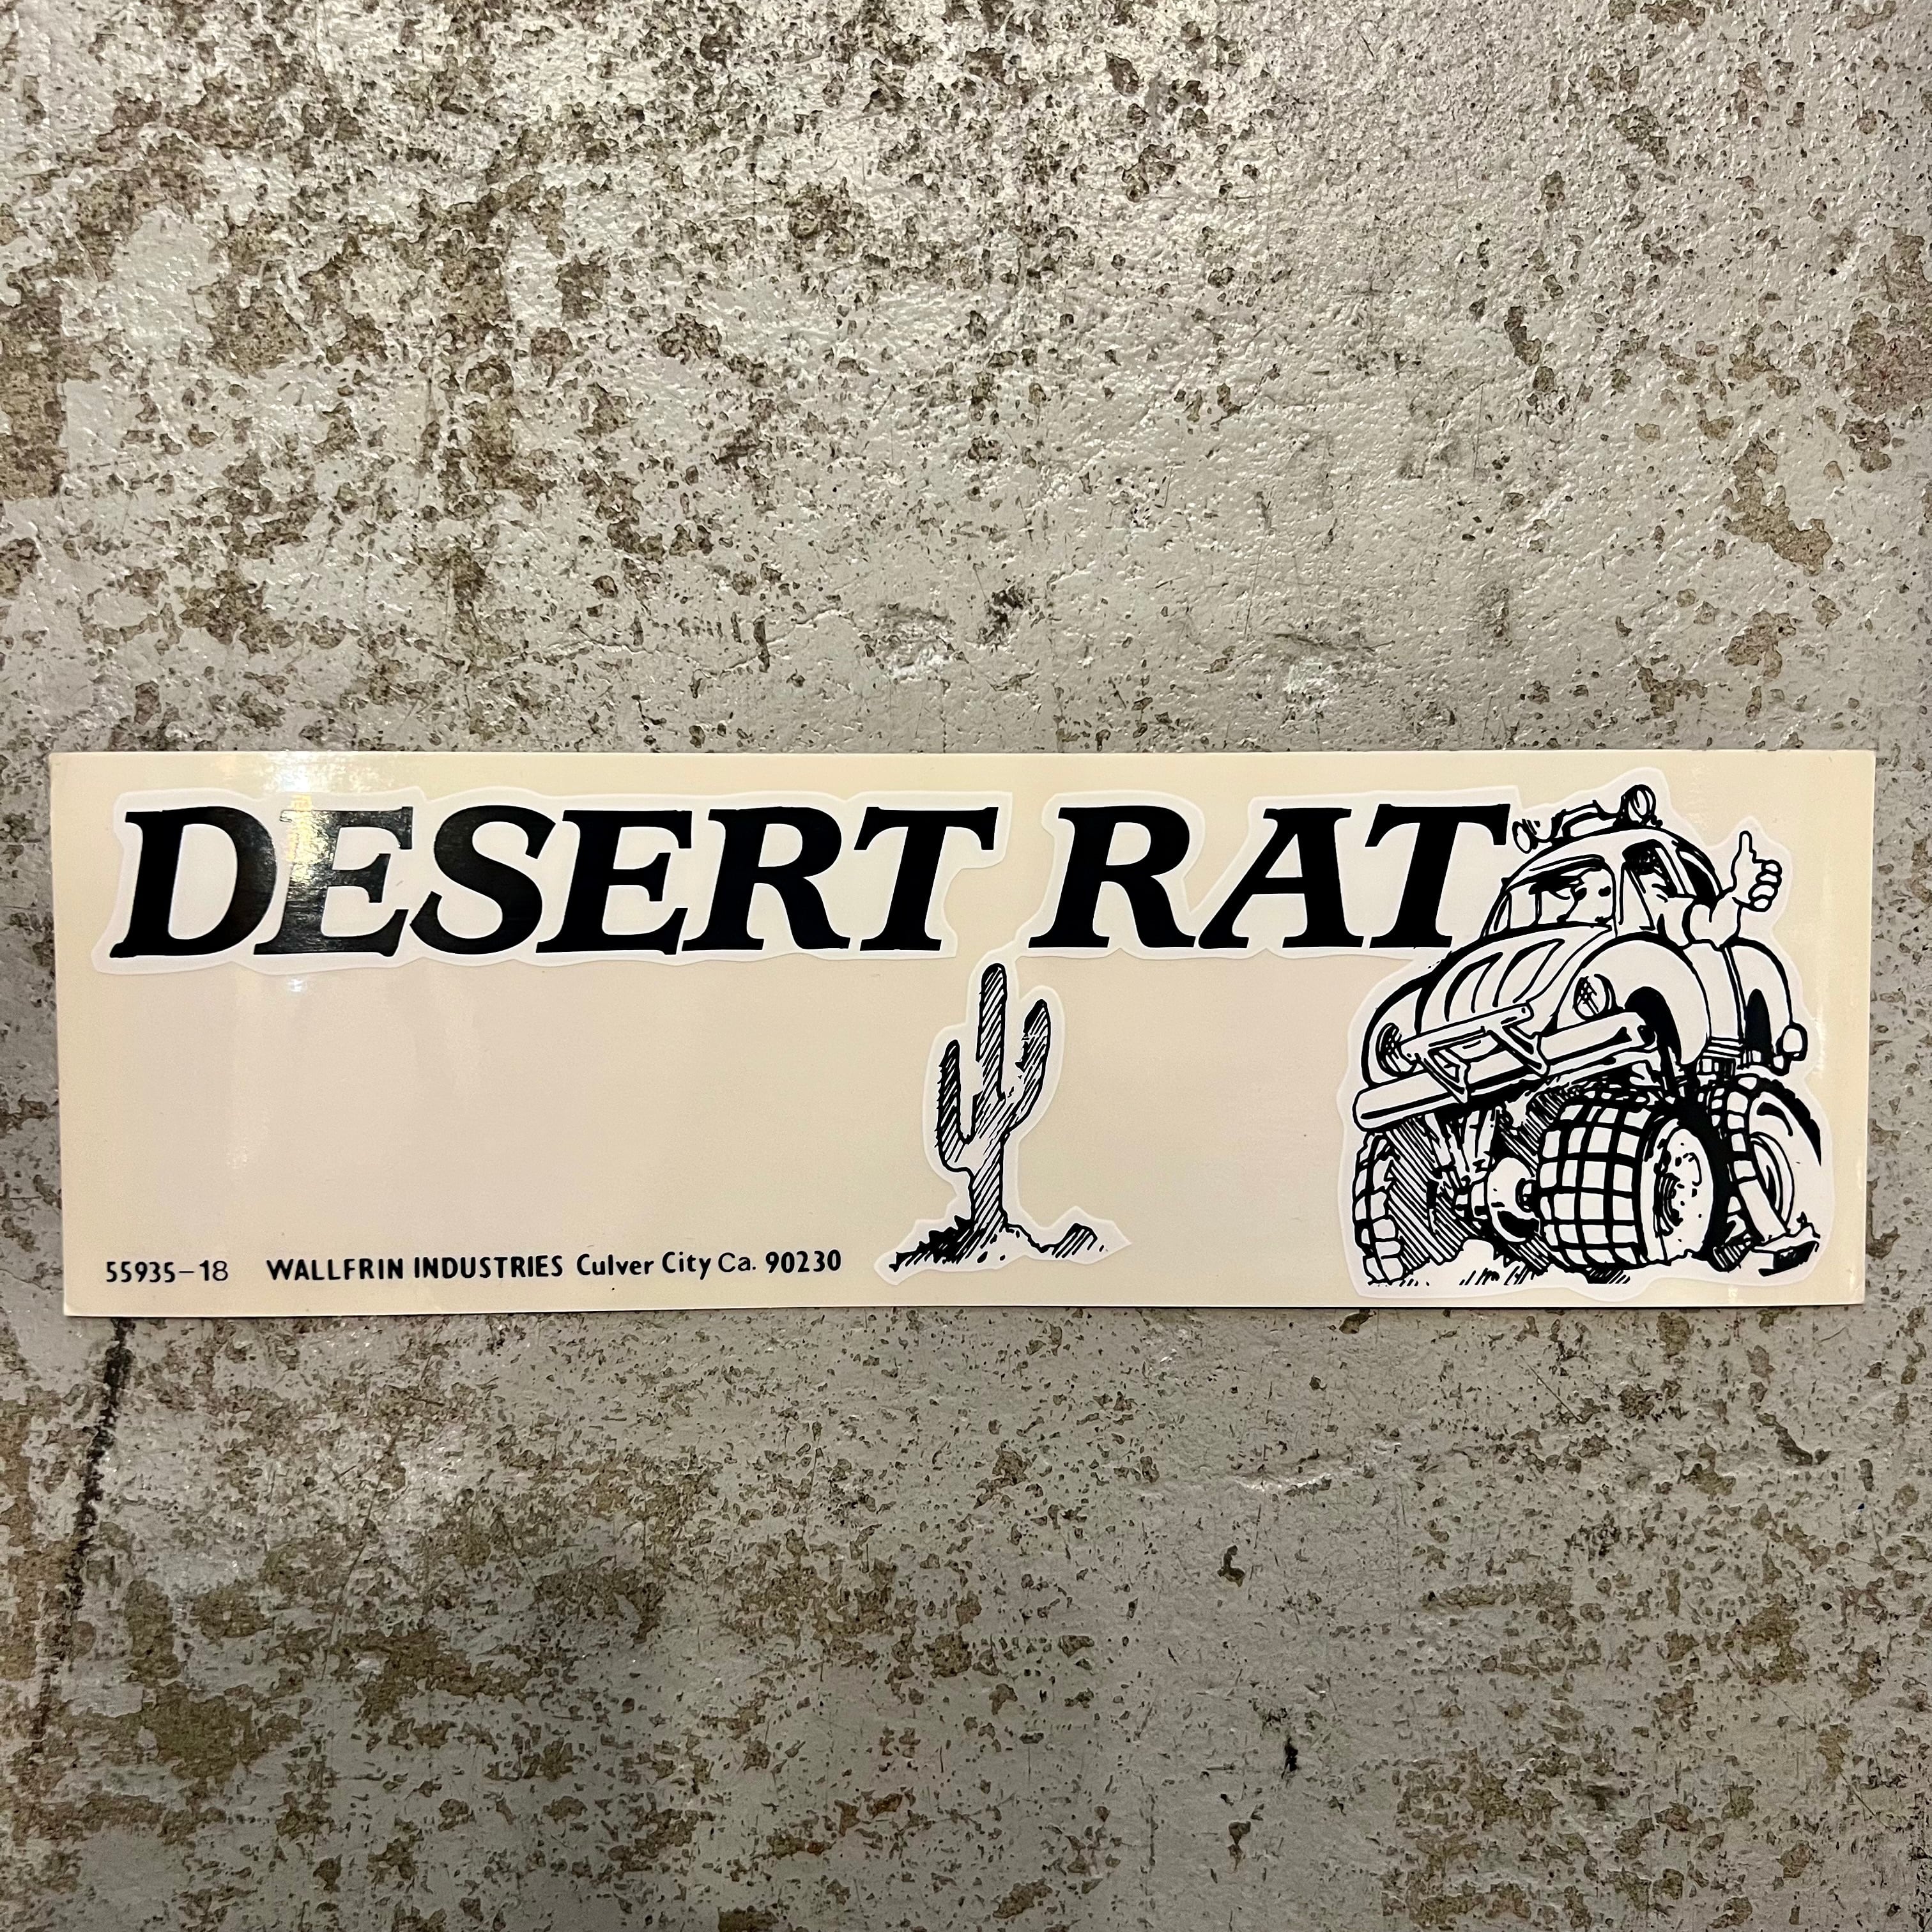 DESERT RAT
55935-18 WALLFRIN INDUSTRIES Culver City Ca. 90230